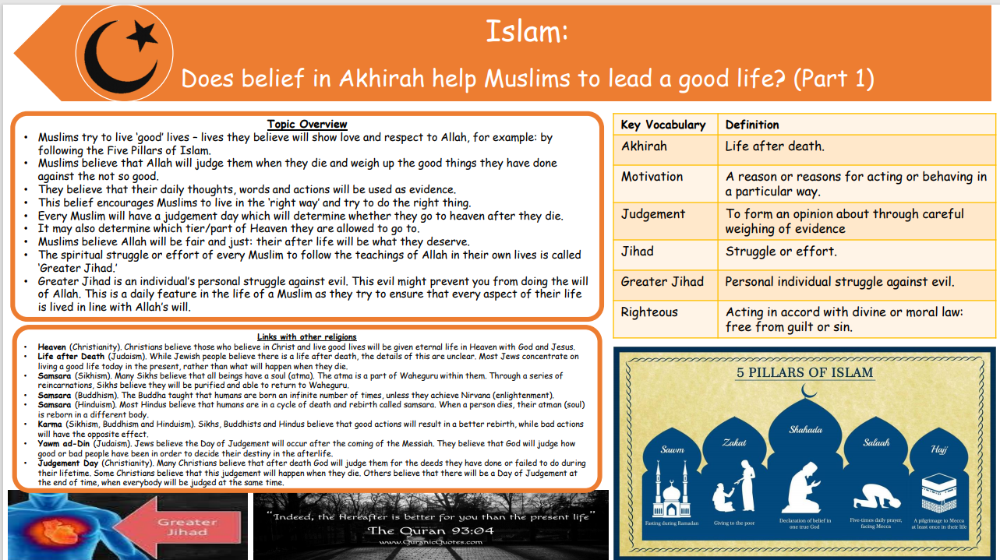 Islam:
Does belief in Akhirah help Muslims to lead a good life? (Part 1)
Topic Overview
• Muslims try to live ‘good’ lives – lives they believe will show love and respect to Allah, for example: by
following the Five Pillars of Islam.
• Muslims believe that Allah will judge them when they die and weigh up the good things they have done
against the not so good.
• They believe that their daily thoughts, words and actions will be used as evidence.
• This belief encourages Muslims to live in the ‘right way’ and try to do the right thing.
• Every Muslim will have a judgement day which will determine whether they go to heaven after they die.
• It may also determine which tier/part of Heaven they are allowed to go to.
• Muslims believe Allah will be fair and just: their after life will be what they deserve.
• The spiritual struggle or effort of every Muslim to follow the teachings of Allah in their own lives is called
‘Greater Jihad.’
• Greater Jihad is an individual’s personal struggle against evil. This evil might prevent you from doing the will
of Allah. This is a daily feature in the life of a Muslim as they try to ensure that every aspect of their life
is lived in line with Allah’s will.
Links with other religions
• Heaven (Christianity). Christians believe those who believe in Christ and live good lives will be given eternal life in Heaven with God and Jesus.
• Life after Death (Judaism). While Jewish people believe there is a life after death, the details of this are unclear. Most Jews concentrate on
living a good life today in the present, rather than what will happen when they die.
• Samsara (Sikhism). Many Sikhs believe that all beings have a soul (atma). The atma is a part of Waheguru within them. Through a series of
reincarnations, Sikhs believe they will be purified and able to return to Waheguru.
• Samsara (Buddhism). The Buddha taught that humans are born an infinite number of times, unless they achieve Nirvana (enlightenment).
• Samsara (Hinduism). Most Hindus believe that humans are in a cycle of death and rebirth called samsara. When a person dies, their atman (soul)
is reborn in a different body.
• Karma (Sikhism, Buddhism and Hinduism). Sikhs, Buddhists and Hindus believe that good actions will result in a better rebirth, while bad actions
will have the opposite effect.
• Yawm ad-Din (Judaism). Jews believe the Day of Judgement will occur after the coming of the Messiah. They believe that God will judge how
good or bad people have been in order to decide their destiny in the afterlife.
• Judgement Day (Christianity). Many Christians believe that after death God will judge them for the deeds they have done or failed to do during
their lifetime. Some Christians believe that this judgement will happen when they die. Others believe that there will be a Day of Judgement at
the end of time, when everybody will be judged at the same time.
Greater
Jihad
“Indeed, the Hereafter is better for you than the present life”
The Quran 93:04
www.QuranicQuotes.com
Key Vocabulary Definition
Akhirah Life after death.
Motivation A reason or reasons for acting or behaving in
a particular way.
Judgement To form an opinion about through careful
weighing of evidence
Jihad Struggle or effort.
Greater Jihad Personal individual struggle against evil.
Righteous Acting in accord with divine or moral law:
free from guilt or sin.
5 PILLARS OF ISLAM
Sawm
Zakat
Shahada
Salaah
Hajj
Fasting during Ramadan
Giving to the poor
Declaration of belief in
one true God
Five-times daily prayer,
facing Mecca
A pilgrimage to Mecca
at least once in their life